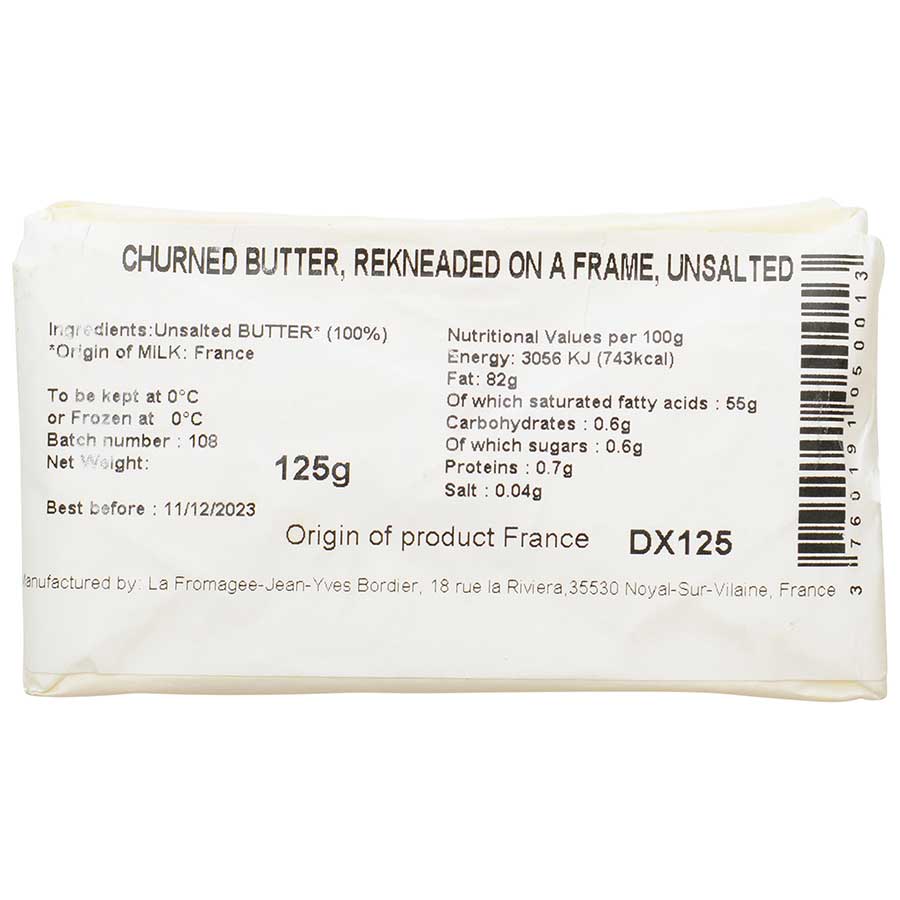 CHURNED BUTTER, REKNEADED ON A FRAME, UNSALTED
Ingredients:Unsalted BUTTER* (100%)
*Origin of MILK: France
To be kept at 0°C
or Frozen at 0°C
Batch number : 108
Net Weight:
125g
Best before : 11/12/2023
Nutritional Values per 100g
Energy: 3056 KJ (743kcal)
Fat: 82g
Of which saturated fatty acids : 55g
Carbohydrates : 0.6g
Of which sugars : 0.6g
Proteins : 0.7g
Salt : 0.04g
Origin of product France
DX125
anufactured by: La Fromagee-Jean-Yves Bordier, 18 rue la Riviera,35530 Noyal-Sur-Vilaine, France
3760191050013